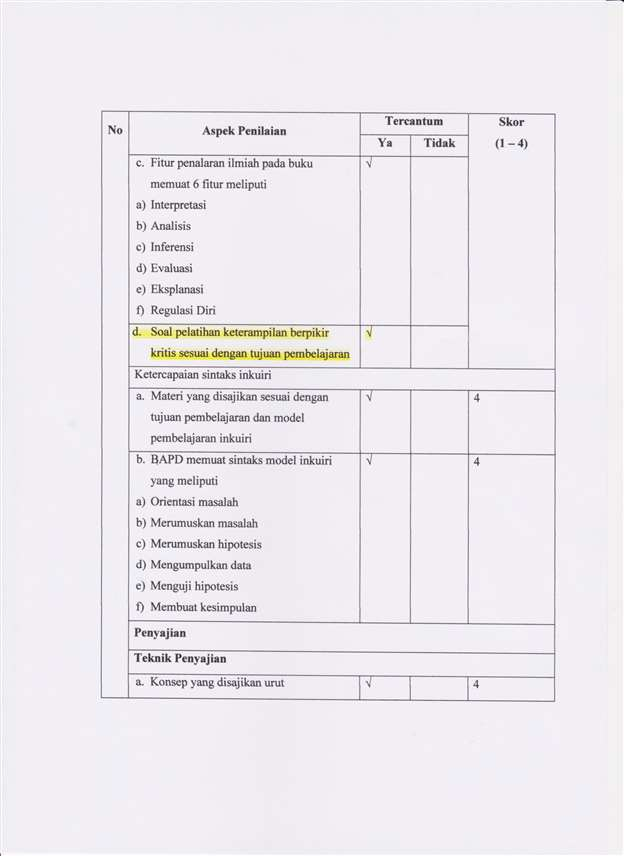 No Aspek Penilaian Tercantum Skor
Ya Tidak (1 – 4)
c. Fitur penalaran ilmiah pada buku √
memuat 6 fitur meliputi
a) Interpretasi
b) Analisis
c) Inferensi
d) Evaluasi
e) Eksplanasi
f) Regulasi Diri
d. Soal pelatihan keterampilan berpikir √
kritis sesuai dengan tujuan pembelajaran
Ketercapaian sintaks inkuiri
a. Materi yang disajikan sesuai dengan √ 4
tujuan pembelajaran dan model
pembelajaran inkuiri
b. BAPD memuat sintaks model inkuiri √ 4
yang meliputi
a) Orientasi masalah
b) Merumuskan masalah
c) Merumuskan hipotesis
d) Mengumpulkan data
e) Menguji hipotesis
f) Membuat kesimpulan
Penyajian
Teknik Penyajian
a. Konsep yang disajikan urut √ 4